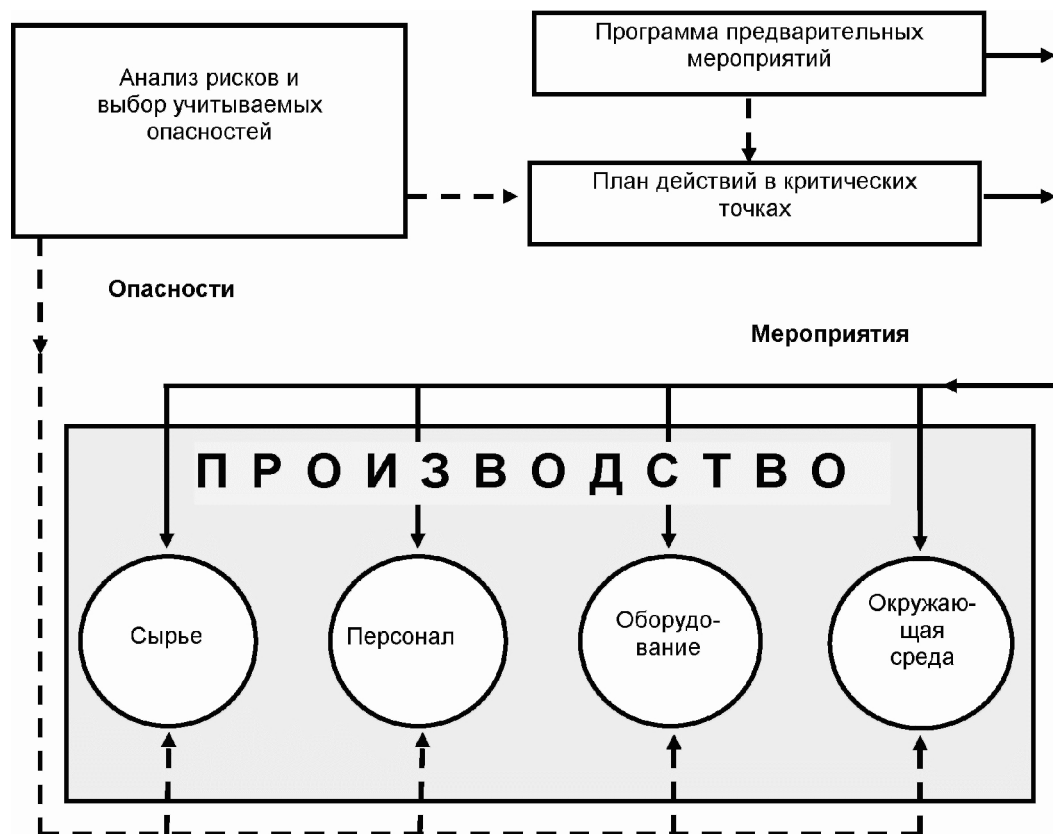 Анализ рисков и
выбор учитываемых
опасностей
Программа предварительных
мероприятий
План действий в критических
точках
Опасности
Мероприятия
ПРОИЗВОДСТВО
Сырье
Персонал
Оборудо-
вание
Окружаю-
щая
среда